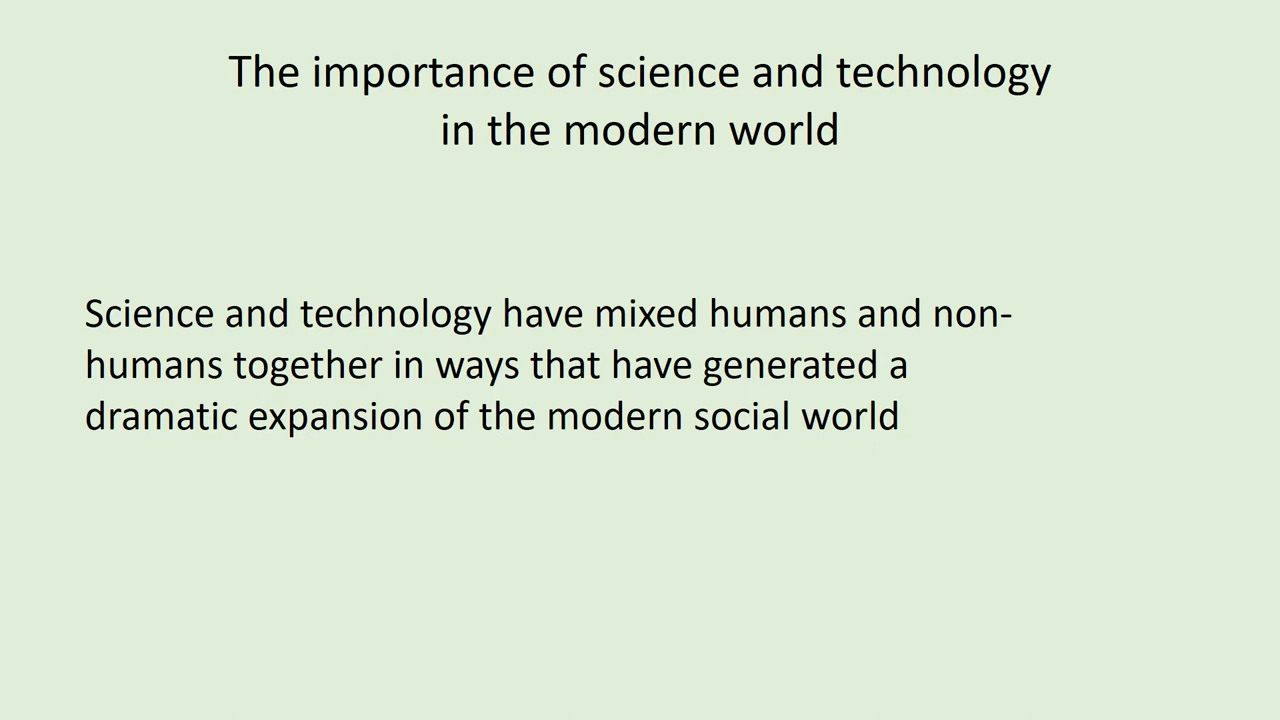 The importance of science and technology
in the modern world
Science and technology have mixed humans and non-
humans together in ways that have generated a
dramatic expansion of the modern social world